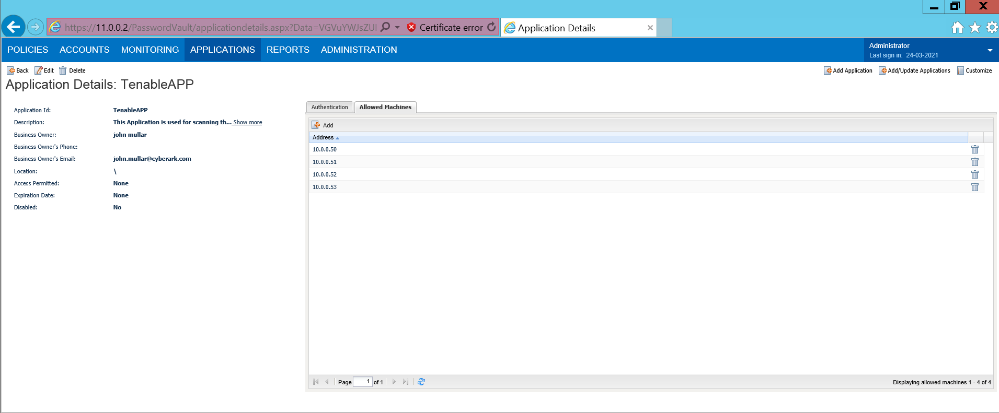 https://11.0.0.2/PasswordVault/applicationdetails.aspx?Data=VGVuYWJsZUI Certificate error Application Details
POLICIES ACCOUNTS MONITORING APPLICATIONS REPORTS ADMINISTRATION
Administrator
Last sign in: 24-03-2021
Back Edit Delete Add Application Add/Update Applications Customize
Application Details: TenableAPP
Application Id: TenableAPP
Description: This Application is used for scanning th... Show more
Business Owner: john mullar
Business Owner's Phone:
Business Owner's Email: john.mullar@cyberark.com
Location: \
Access Permitted: None
Expiration Date: None
Disabled: No
Authentication Allowed Machines
Add
Address
10.0.0.50
10.0.0.51
10.0.0.52
10.0.0.53
Page 1 of 1
Displaying allowed machines 1 - 4 of 4